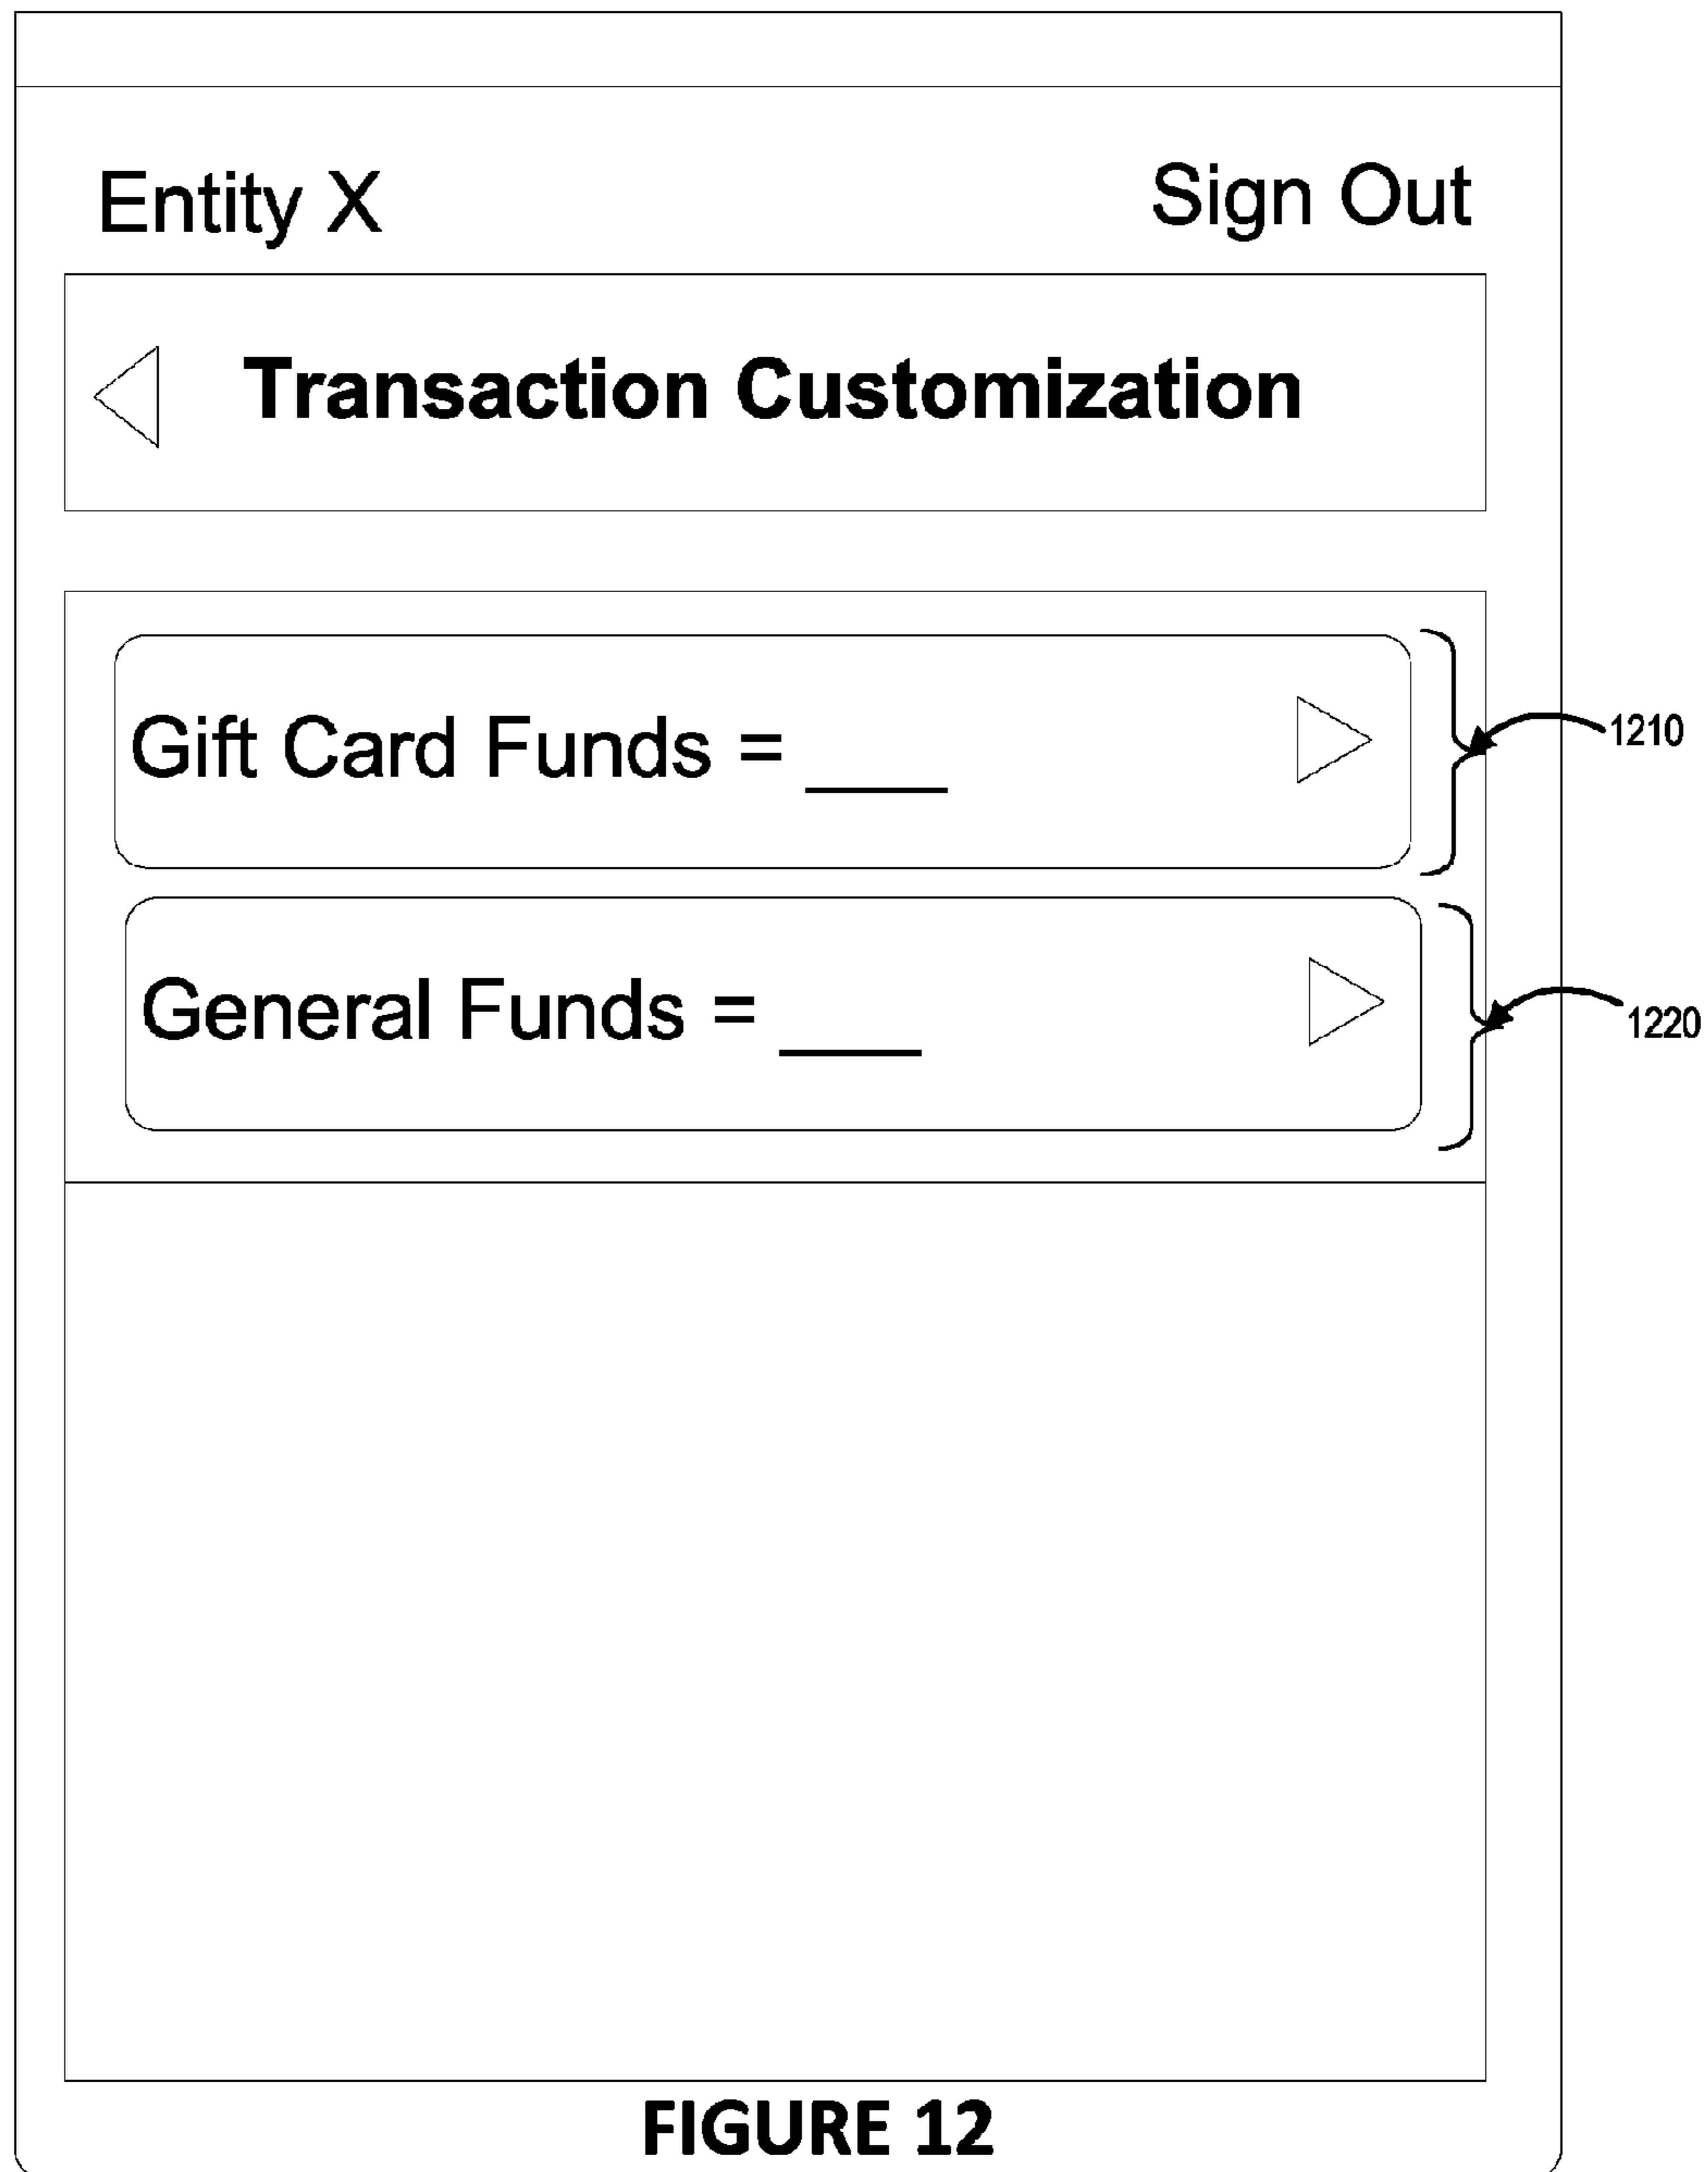 Entity X Sign Out
Transaction Customization
Gift Card Funds = ____
1210
General Funds = ____
1220
FIGURE 12